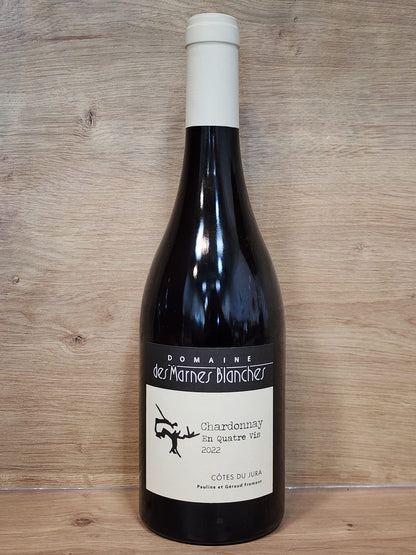 DOMAINE
des Marnes Blanches
Chardonnay
En Quatre Vis
2022
CÔTES DU JURA
Pauline et Géraud Fromont